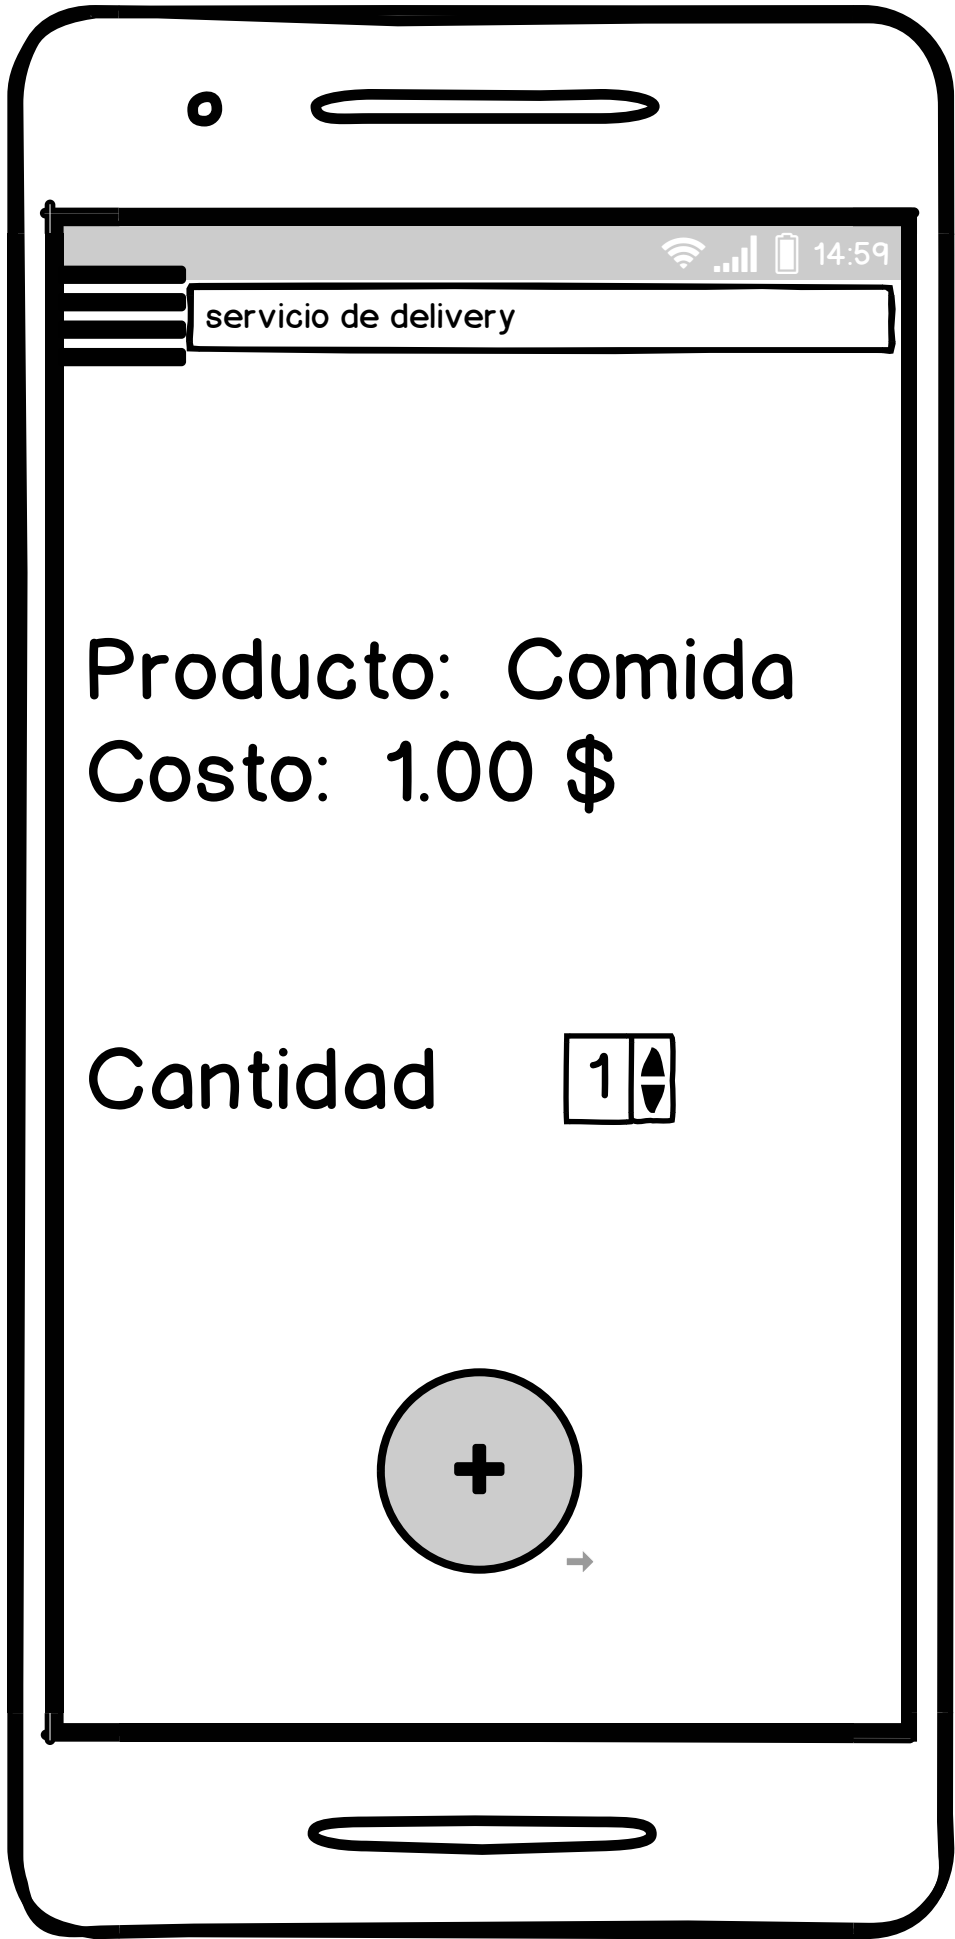 14:59
servicio de delivery
Producto: Comida
Costo: 1.00 $
Cantidad 1